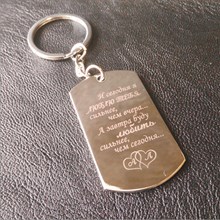 И сегодня я
ЛЮБЛЮ ТЕБЯ
сильнее,
чем вчера...
А завтра буду
любить
сильнее,
чем сегодня...
А А